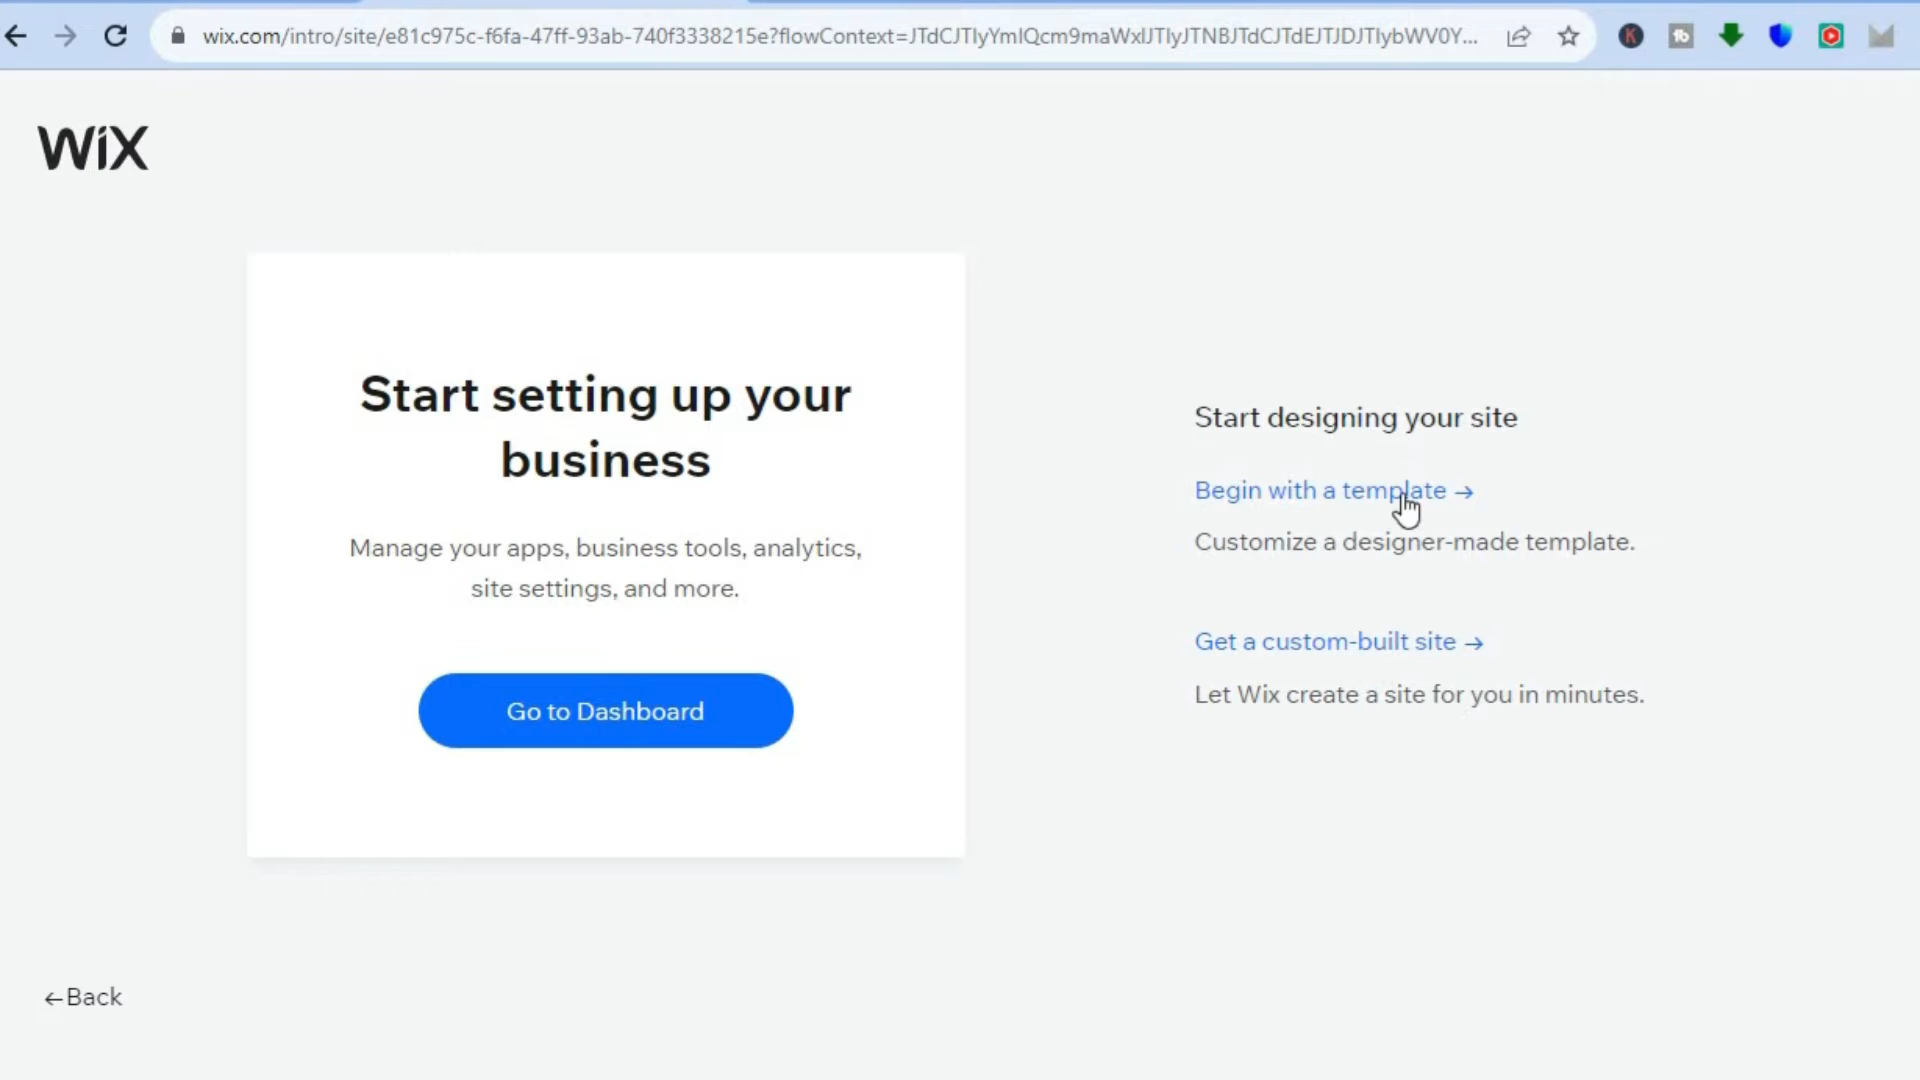 wix.com/intro/site/e81c975c-f6fa-47ff-93ab-740f3338215e?flowContext=JTdCJTIyYmlQcm9maWxlJTIyJTNBJTdCJTdEJTJDJTIybWV0Y...
WiX
Start setting up your
business
Manage your apps, business tools, analytics,
site settings, and more.
Go to Dashboard
Start designing your site
Begin with a template →
Customize a designer-made template.
Get a custom-built site →
Let Wix create a site for you in minutes.
←Back